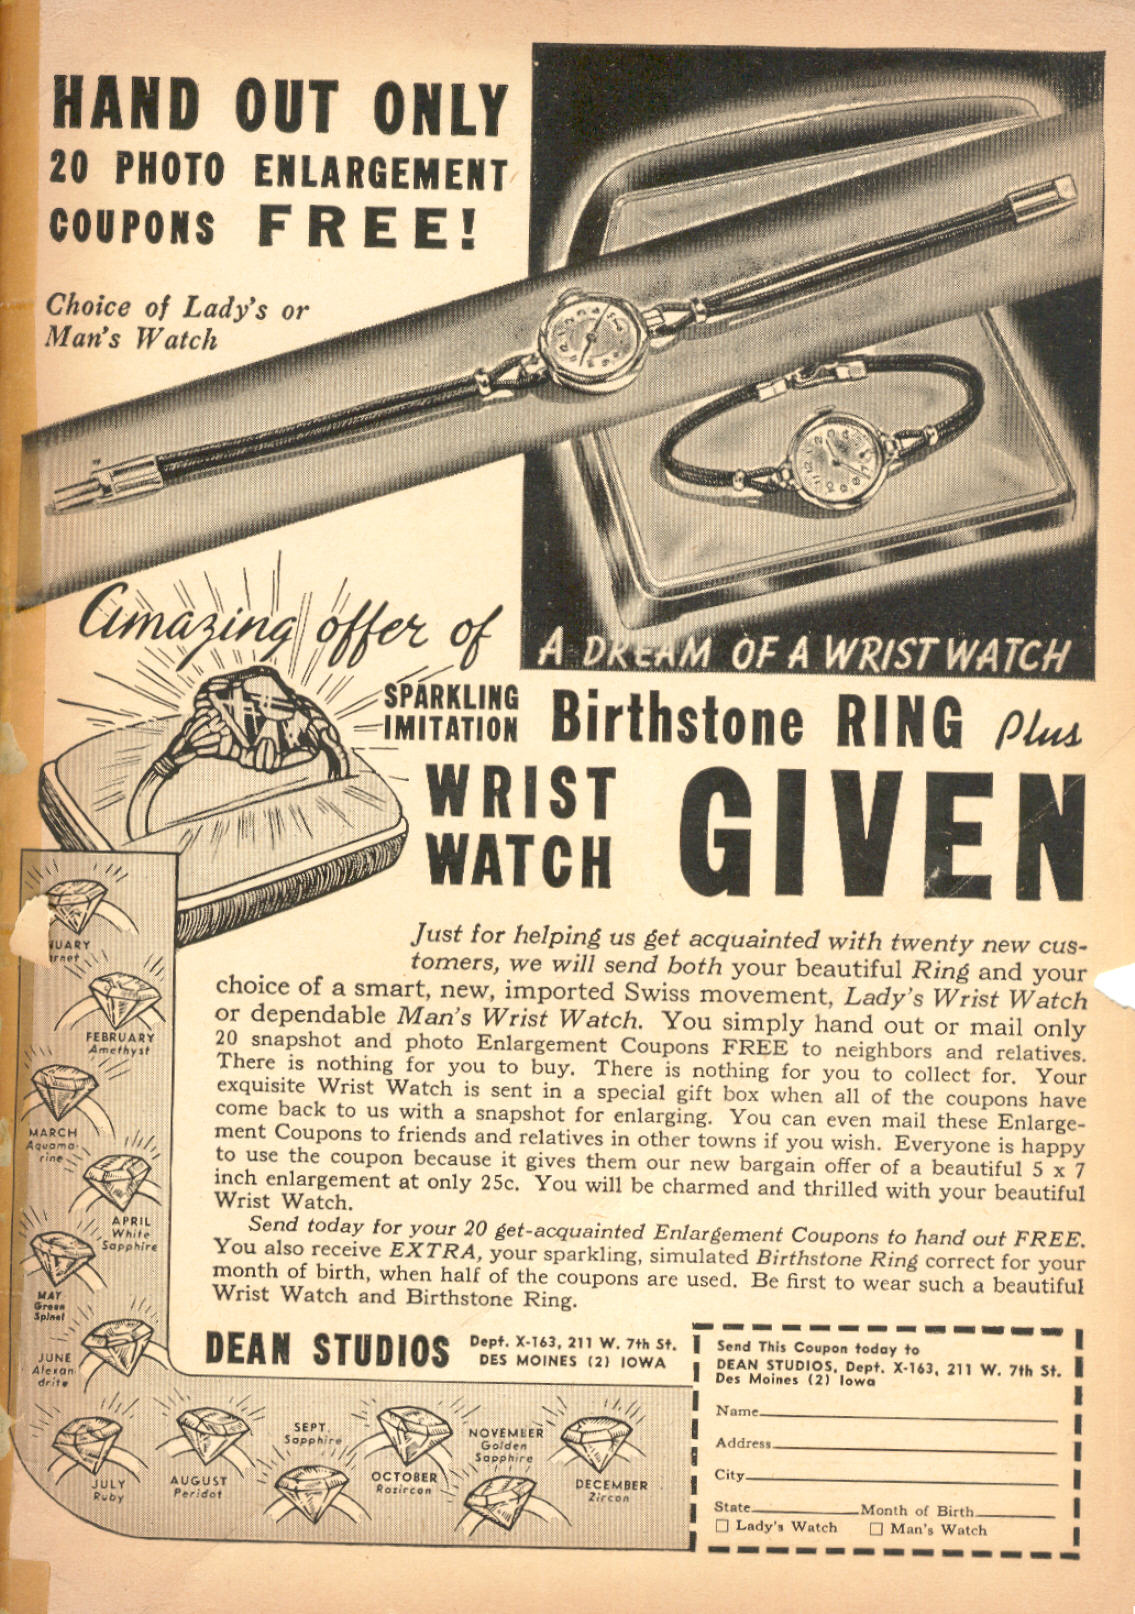 HAND OUT ONLY
20 PHOTO ENLARGEMENT
COUPONS FREE!
Choice of Lady's or
Man's Watch
A DREAM OF A WRIST WATCH
Amazing offer of
SPARKLING
IMITATION Birthstone RING Plus
WRIST
WATCH GIVEN
Just for helping us get acquainted with twenty new cus-
tomers, we will send both your beautiful Ring and your
choice of a smart, new, imported Swiss movement, Lady's Wrist Watch
or dependable Man's Wrist Watch. You simply hand out or mail only
20 snapshot and photo Enlargement Coupons FREE to neighbors and relatives.
There is nothing for you to buy. There is nothing for you to collect for. Your
exquisite Wrist Watch is sent in a special gift box when all of the coupons have
come back to us with a snapshot for enlarging. You can even mail these Enlarge-
ment Coupons to friends and relatives in other towns if you wish. Everyone is happy
to use the coupon because it gives them our new bargain offer of a beautiful 5 x 7
inch enlargement at only 25c. You will be charmed and thrilled with your beautiful
Wrist Watch.
Send today for your 20 get-acquainted Enlargement Coupons to hand out FREE.
You also receive EXTRA, your sparkling, simulated Birthstone Ring correct for your
month of birth, when half of the coupons are used. Be first to wear such a beautiful
Wrist Watch and Birthstone Ring.
DEAN STUDIOS Dept. X-163, 211 W. 7th St.
DES MOINES (2) IOWA
NUARY
rnet
FEBRUARY
Amethyst
MARCH
Aquama-
rine
APRIL
White
Sapphire
MAY
Green
Spinel
JUNE
Alexan
drite
JULY
Ruby
AUGUST
Peridot
SEPT.
Sapphire
OCTOBER
Rozircon
NOVEMBER
Golden
Sapphire
DECEMBER
Zircon
Send This Coupon today to
DEAN STUDIOS, Dept. X-163, 211 W. 7th St.
Des Moines (2) Iowa
Name
Address
City
State Month of Birth
☐ Lady's Watch ☐ Man's Watch